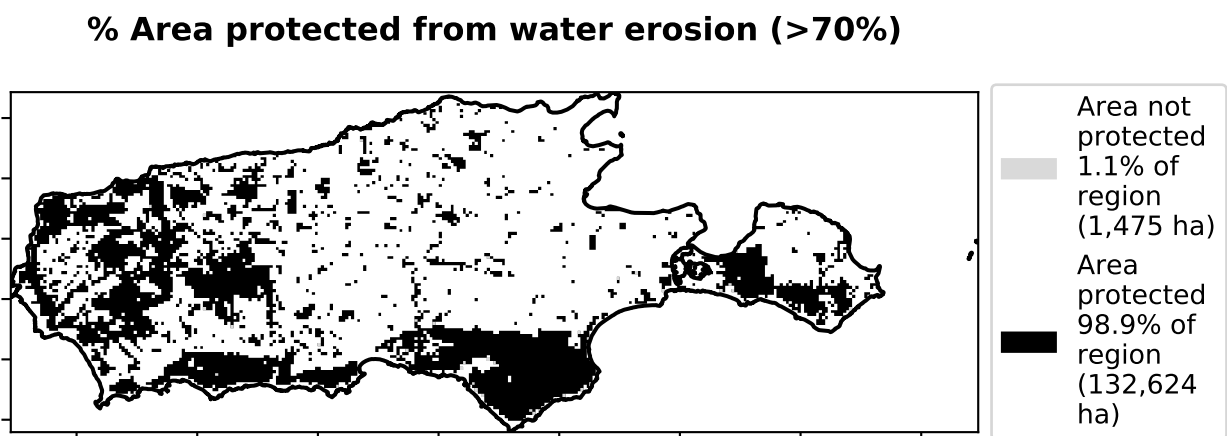 % Area protected from water erosion (>70%)
Area not
protected
1.1% of
region
(1,475 ha)
Area
protected
98.9% of
region
(132,624
ha)